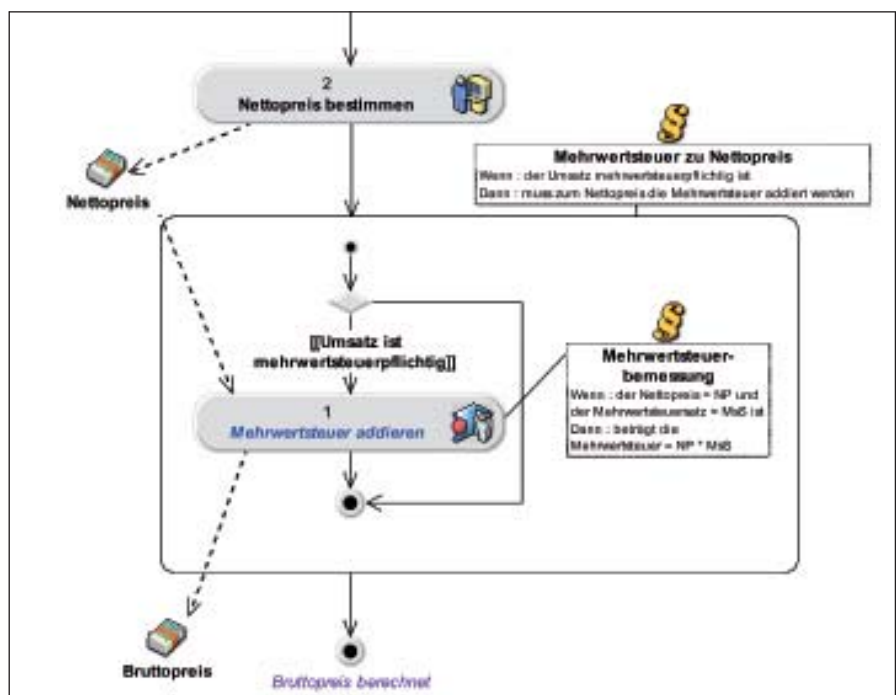 2
Nettopreis bestimmen
§
Mehrwertsteuer zu Nettopreis
Wenn : der Umsatz mehrwertsteuerpflichtig ist
Dann : muss zum Nettopreis die Mehrwertsteuer addiert werden
Nettopreis
[[Umsatz ist
mehrwertsteuerpflichtig]]
§
Mehrwertsteuer-
bemessung
Wenn : der Nettopreis = NP und
der Mehrwertsteuersatz = MsS ist
Dann : beträgt die
Mehrwertsteuer = NP * MsS
1
Mehrwertsteuer addieren
Bruttopreis
Bruttopreis berechnet